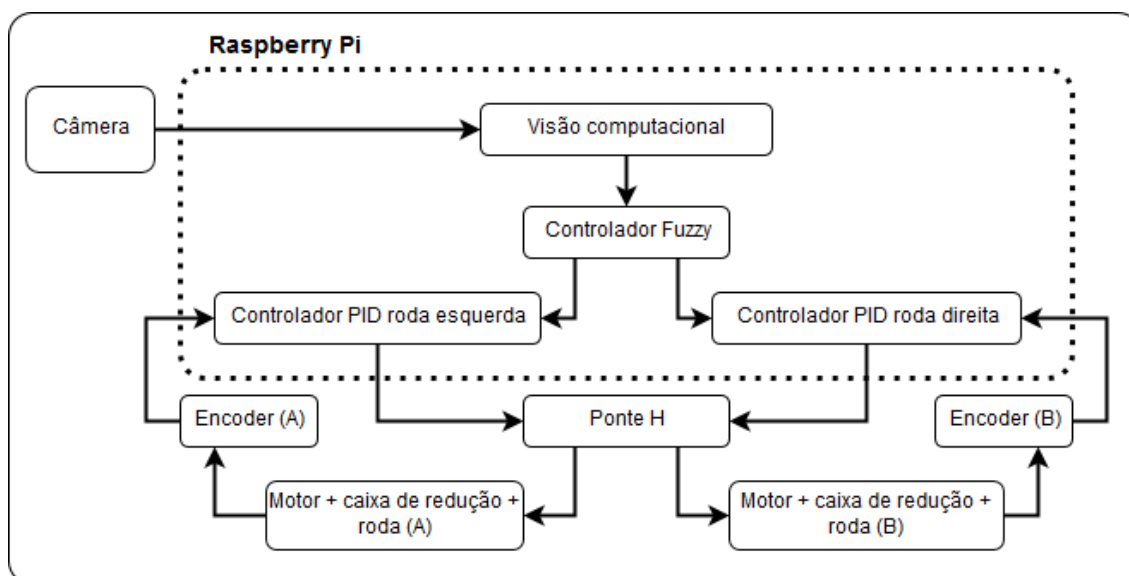 Raspberry Pi
Câmera
Visão computacional
Controlador Fuzzy
Controlador PID roda esquerda
Controlador PID roda direita
Encoder (A)
Ponte H
Encoder (B)
Motor + caixa de redução +
roda (A)
Motor + caixa de redução +
roda (B)